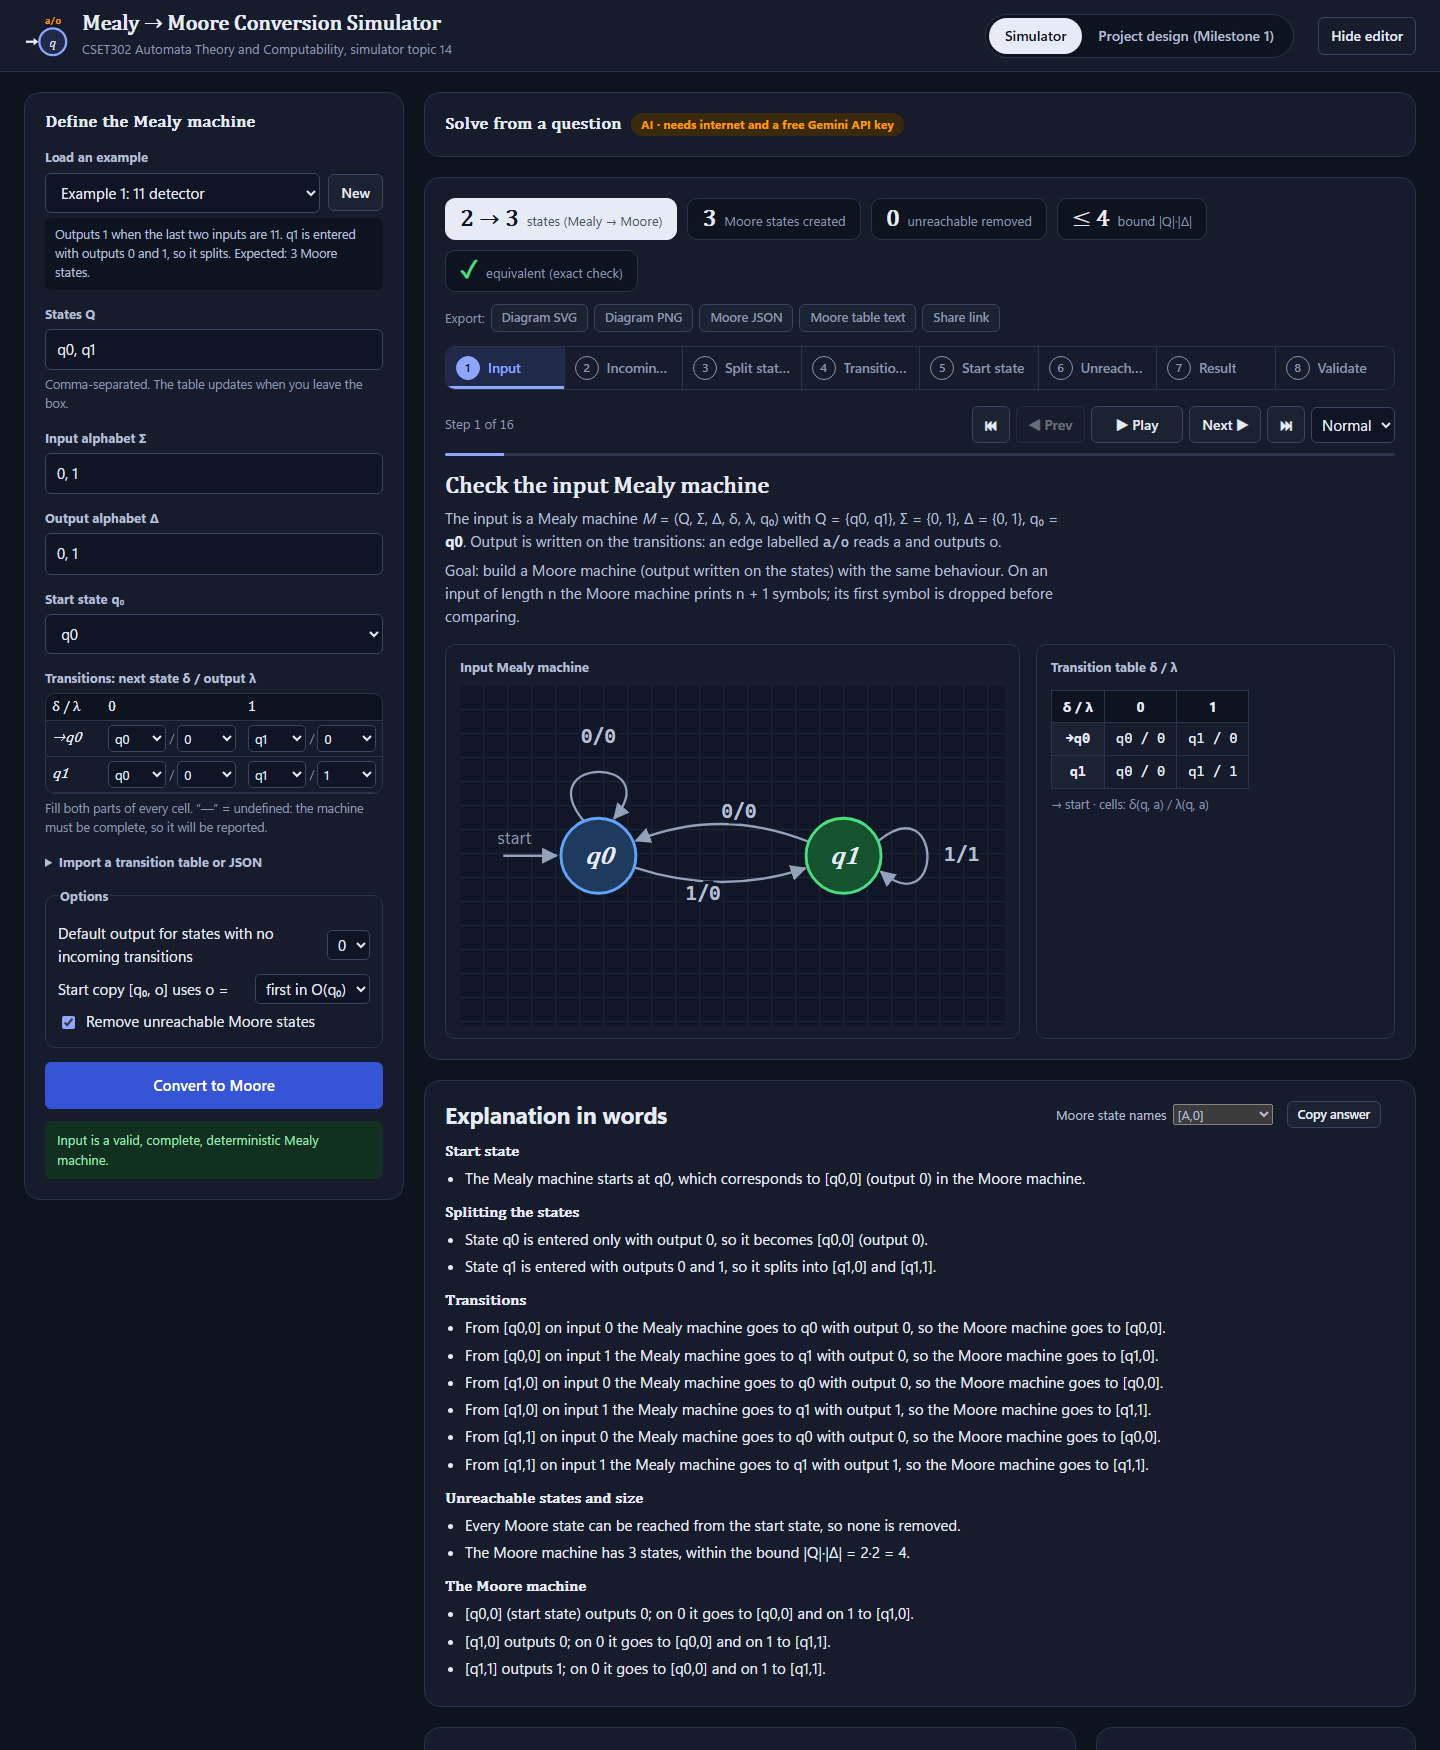 a/o
q
Mealy → Moore Conversion Simulator
CSET302 Automata Theory and Computability, simulator topic 14
Simulator
Project design (Milestone 1)
Hide editor
Define the Mealy machine
Load an example
Example 1: 11 detector
New
Outputs 1 when the last two inputs are 11. q1 is entered
with outputs 0 and 1, so it splits. Expected: 3 Moore
states.
States Q
q0, q1
Comma-separated. The table updates when you leave the
box.
Input alphabet Σ
0, 1
Output alphabet Δ
0, 1
Start state q₀
q0
Transitions: next state δ / output λ
δ / λ 0 1
→q0 q0 / 0 q1 / 0
q1 q0 / 0 q1 / 1
Fill both parts of every cell. "—" = undefined: the machine
must be complete, so it will be reported.
▶ Import a transition table or JSON
Options
Default output for states with no
incoming transitions
0
Start copy [q₀, o] uses o =
first in O(q₀)
Remove unreachable Moore states
Convert to Moore
Input is a valid, complete, deterministic Mealy
machine.
Solve from a question
AI · needs internet and a free Gemini API key
2 → 3 states (Mealy → Moore)
3 Moore states created
0 unreachable removed
≤ 4 bound |Q|·|Δ|
✓ equivalent (exact check)
Export:
Diagram SVG
Diagram PNG
Moore JSON
Moore table text
Share link
1 Input
2 Incomin...
3 Split stat...
4 Transitio...
5 Start state
6 Unreach...
7 Result
8 Validate
Step 1 of 16
⏮
◀ Prev
▶ Play
Next ▶
⏭
Normal
Check the input Mealy machine
The input is a Mealy machine M = (Q, Σ, Δ, δ, λ, q₀) with Q = {q0, q1}, Σ = {0, 1}, Δ = {0, 1}, q₀ =
q0. Output is written on the transitions: an edge labelled a/o reads a and outputs o.
Goal: build a Moore machine (output written on the states) with the same behaviour. On an
input of length n the Moore machine prints n + 1 symbols; its first symbol is dropped before
comparing.
Input Mealy machine
0/0
0/0
start
q0
q1
1/1
1/0
Transition table δ / λ
δ / λ 0 1
→q0 q0 / 0 q1 / 0
q1 q0 / 0 q1 / 1
→ start · cells: δ(q, a) / λ(q, a)
Explanation in words
Moore state names
[A,0]
Copy answer
Start state
• The Mealy machine starts at q0, which corresponds to [q0,0] (output 0) in the Moore machine.
Splitting the states
• State q0 is entered only with output 0, so it becomes [q0,0] (output 0).
• State q1 is entered with outputs 0 and 1, so it splits into [q1,0] and [q1,1].
Transitions
• From [q0,0] on input 0 the Mealy machine goes to q0 with output 0, so the Moore machine goes to [q0,0].
• From [q0,0] on input 1 the Mealy machine goes to q1 with output 0, so the Moore machine goes to [q1,0].
• From [q1,0] on input 0 the Mealy machine goes to q0 with output 0, so the Moore machine goes to [q0,0].
• From [q1,0] on input 1 the Mealy machine goes to q1 with output 1, so the Moore machine goes to [q1,1].
• From [q1,1] on input 0 the Mealy machine goes to q0 with output 0, so the Moore machine goes to [q0,0].
• From [q1,1] on input 1 the Mealy machine goes to q1 with output 1, so the Moore machine goes to [q1,1].
Unreachable states and size
• Every Moore state can be reached from the start state, so none is removed.
• The Moore machine has 3 states, within the bound |Q|·|Δ| = 2·2 = 4.
The Moore machine
• [q0,0] (start state) outputs 0; on 0 it goes to [q0,0] and on 1 to [q1,0].
• [q1,0] outputs 0; on 0 it goes to [q0,0] and on 1 to [q1,1].
• [q1,1] outputs 1; on 0 it goes to [q0,0] and on 1 to [q1,1].